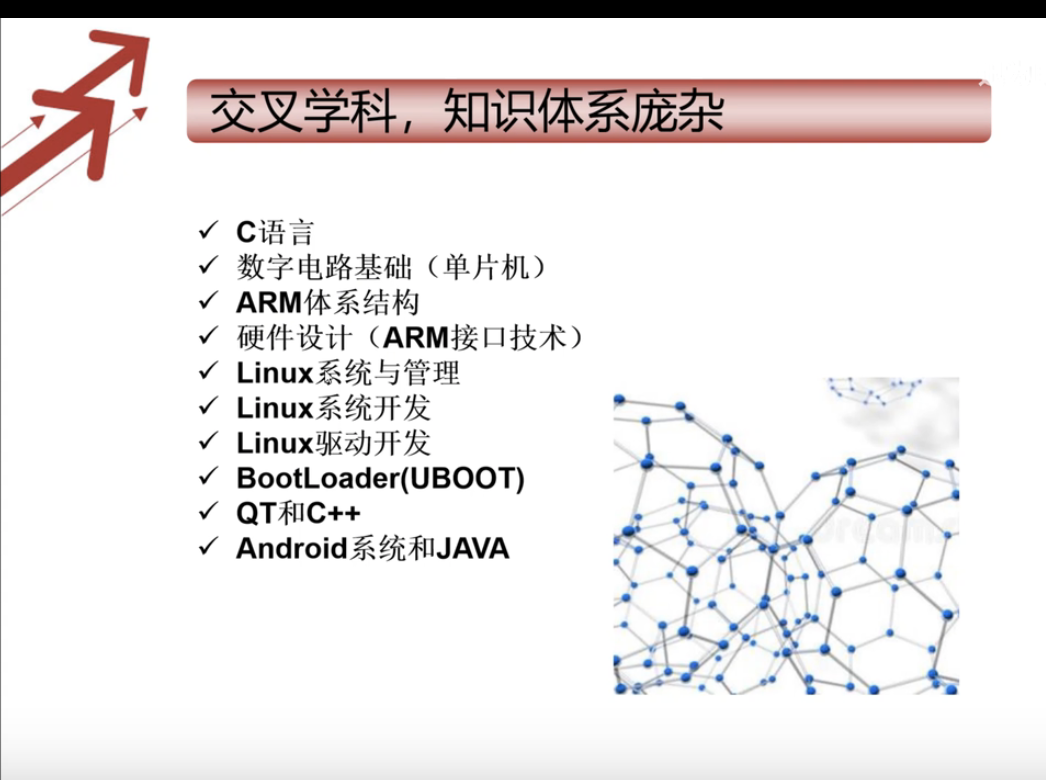 交叉学科，知识体系庞杂
C语言
数字电路基础（单片机）
ARM体系结构
硬件设计（ARM接口技术）
Linux系统与管理
Linux系统开发
Linux驱动开发
BootLoader(UBOOT)
QT和C++
Android系统和JAVA